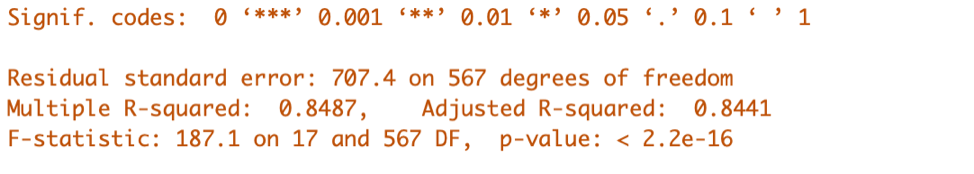 Signif. codes:  0 ‘***’ 0.001 ‘**’ 0.01 ‘*’ 0.05 ‘.’ 0.1 ‘ ’ 1
Residual standard error: 707.4 on 567 degrees of freedom
Multiple R-squared:  0.8487,    Adjusted R-squared:  0.8441
F-statistic: 187.1 on 17 and 567 DF,  p-value: < 2.2e-16